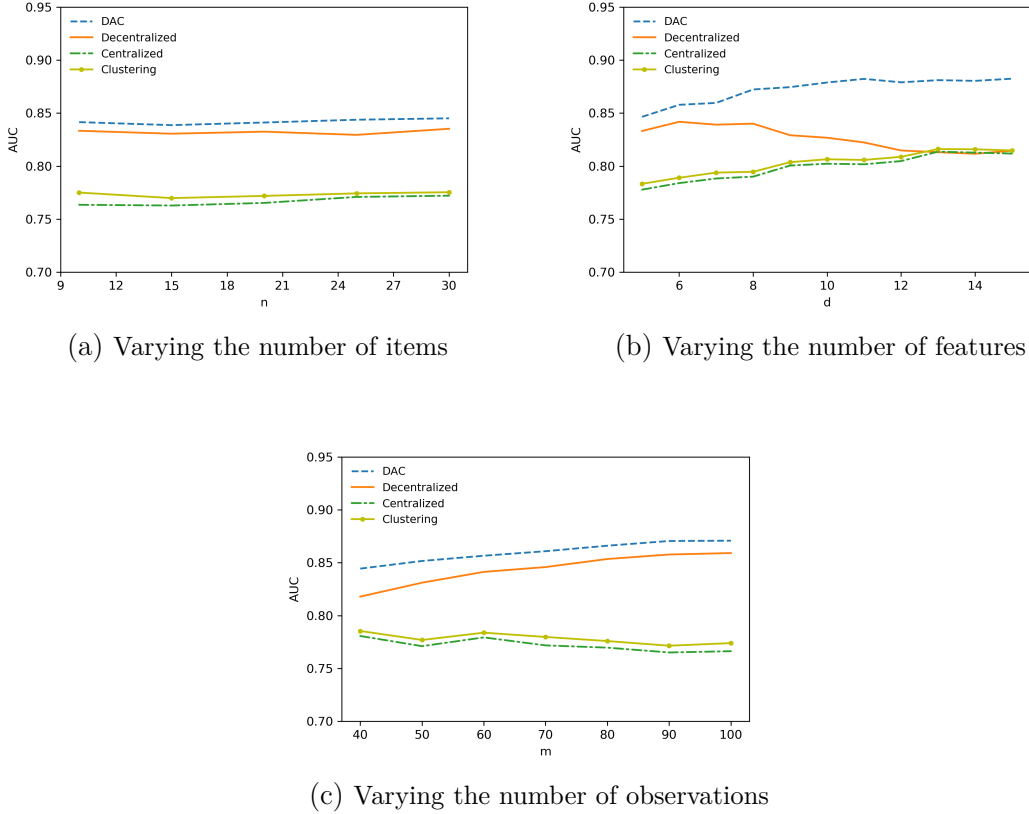 0.95
0.90
0.85
0.80
0.75
0.70
AUC
DAC
Decentralized
Centralized
Clustering
9 12 15 18 21 24 27 30
n
(a) Varying the number of items
0.95
0.90
0.85
0.80
0.75
0.70
AUC
DAC
Decentralized
Centralized
Clustering
6 8 10 12 14
d
(b) Varying the number of features
0.95
0.90
0.85
0.80
0.75
0.70
AUC
DAC
Decentralized
Centralized
Clustering
40 50 60 70 80 90 100
m
(c) Varying the number of observations